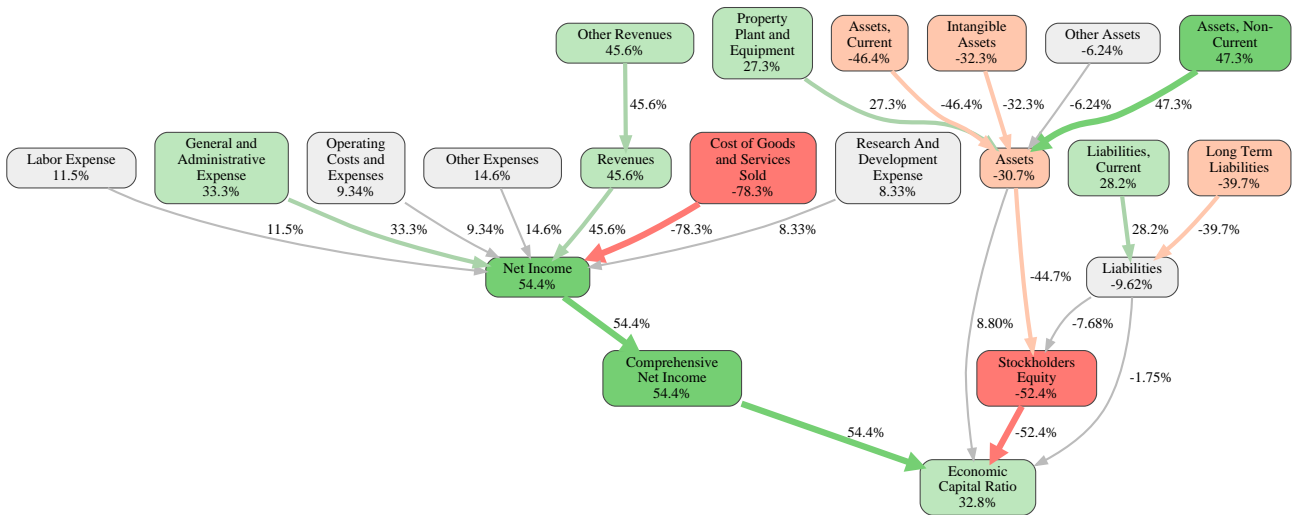 Other Revenues
45.6%
Property
Plant and
Equipment
27.3%
Assets,
Current
-46.4%
Intangible
Assets
-32.3%
Other Assets
-6.24%
Assets, Non-
Current
47.3%
45.6%
27.3%
-46.4%
-32.3%
-6.24%
47.3%
Labor Expense
11.5%
General and
Administrative
Expense
33.3%
Operating
Costs and
Expenses
9.34%
Other Expenses
14.6%
Revenues
45.6%
Cost of Goods
and Services
Sold
-78.3%
Research And
Development
Expense
8.33%
Assets
-30.7%
Liabilities,
Current
28.2%
Long Term
Liabilities
-39.7%
11.5%
33.3%
9.34%
14.6%
45.6%
-78.3%
8.33%
28.2%
-39.7%
Net Income
54.4%
-44.7%
Liabilities
-9.62%
54.4%
8.80%
-7.68%
Comprehensive
Net Income
54.4%
Stockholders
Equity
-52.4%
-1.75%
54.4%
-52.4%
Economic
Capital Ratio
32.8%